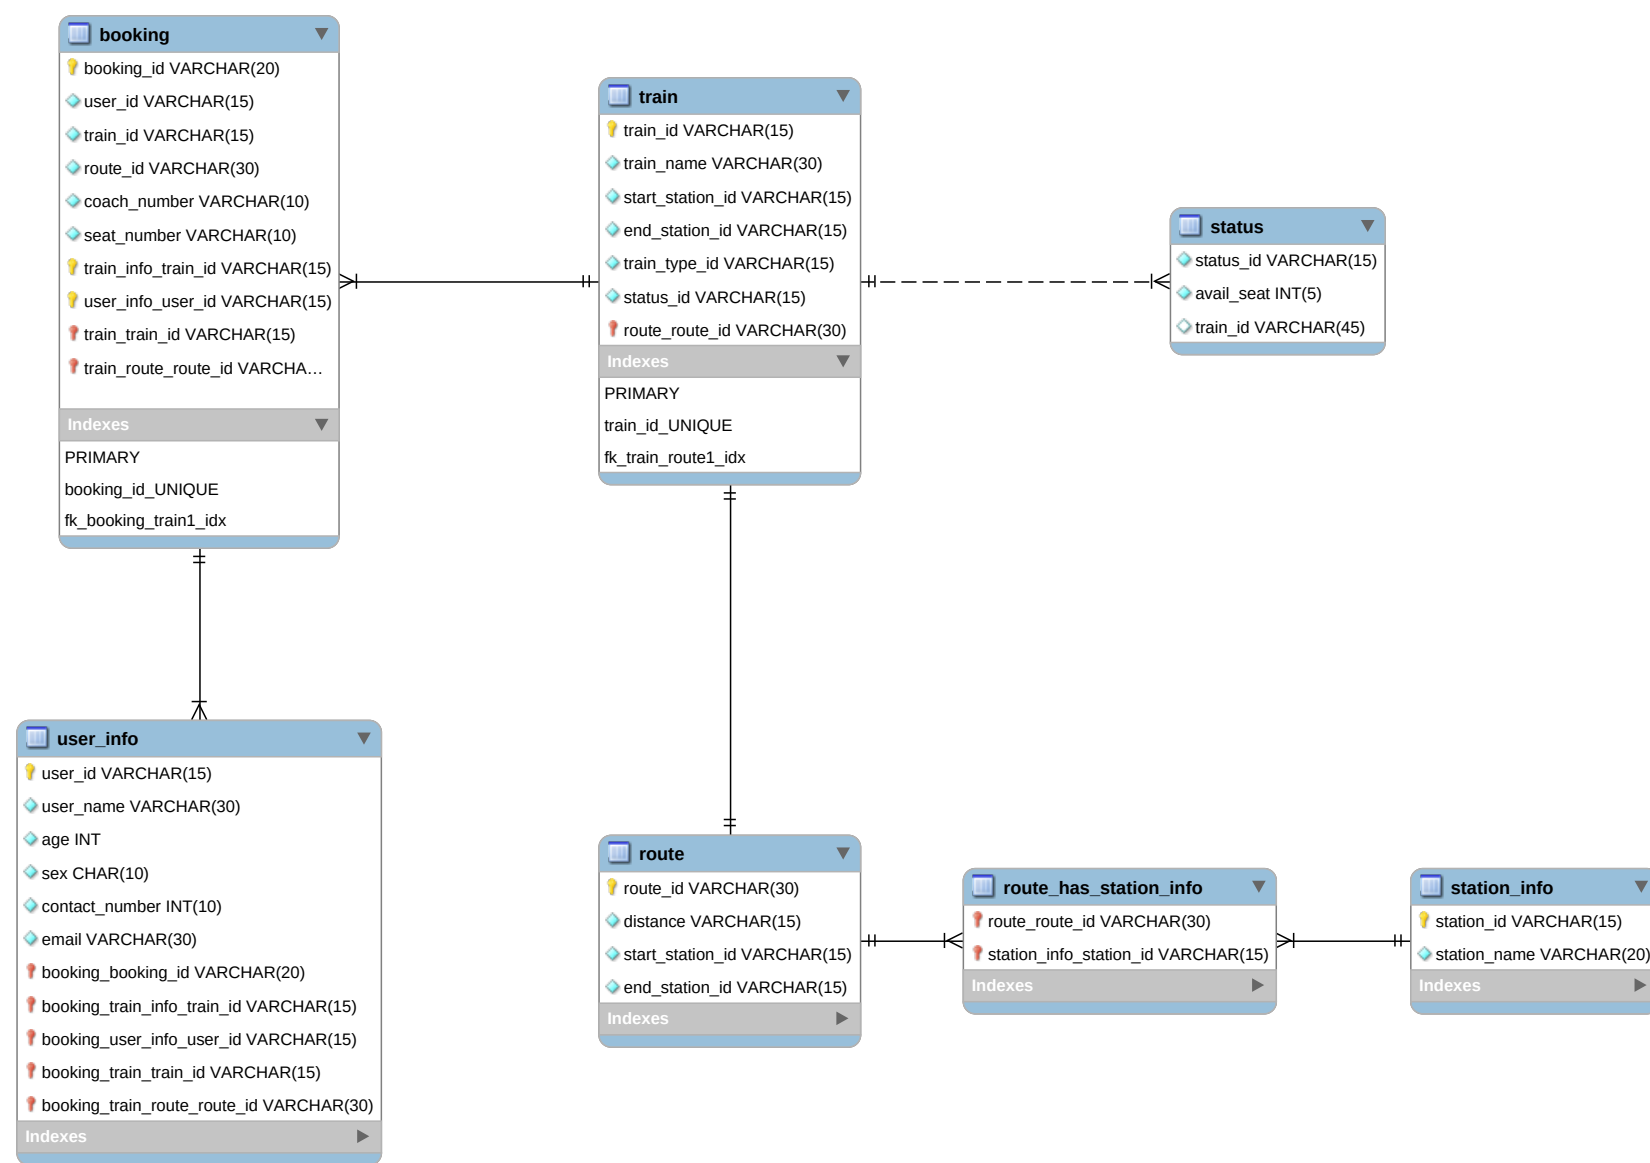 booking
booking_id VARCHAR(20)
user_id VARCHAR(15)
train_id VARCHAR(15)
route_id VARCHAR(30)
coach_number VARCHAR(10)
seat_number VARCHAR(10)
train_info_train_id VARCHAR(15)
user_info_user_id VARCHAR(15)
train_train_id VARCHAR(15)
train_route_route_id VARCHA...
Indexes
PRIMARY
booking_id_UNIQUE
fk_booking_train1_idx
train
train_id VARCHAR(15)
train_name VARCHAR(30)
start_station_id VARCHAR(15)
end_station_id VARCHAR(15)
train_type_id VARCHAR(15)
status_id VARCHAR(15)
route_route_id VARCHAR(30)
Indexes
PRIMARY
train_id_UNIQUE
fk_train_route1_idx
status
status_id VARCHAR(15)
avail_seat INT(5)
train_id VARCHAR(45)
user_info
user_id VARCHAR(15)
user_name VARCHAR(30)
age INT
sex CHAR(10)
contact_number INT(10)
email VARCHAR(30)
booking_booking_id VARCHAR(20)
booking_train_info_train_id VARCHAR(15)
booking_user_info_user_id VARCHAR(15)
booking_train_train_id VARCHAR(15)
booking_train_route_route_id VARCHAR(30)
Indexes
route
route_id VARCHAR(30)
distance VARCHAR(15)
start_station_id VARCHAR(15)
end_station_id VARCHAR(15)
Indexes
route_has_station_info
route_route_id VARCHAR(30)
station_info_station_id VARCHAR(15)
Indexes
station_info
station_id VARCHAR(15)
station_name VARCHAR(20)
Indexes